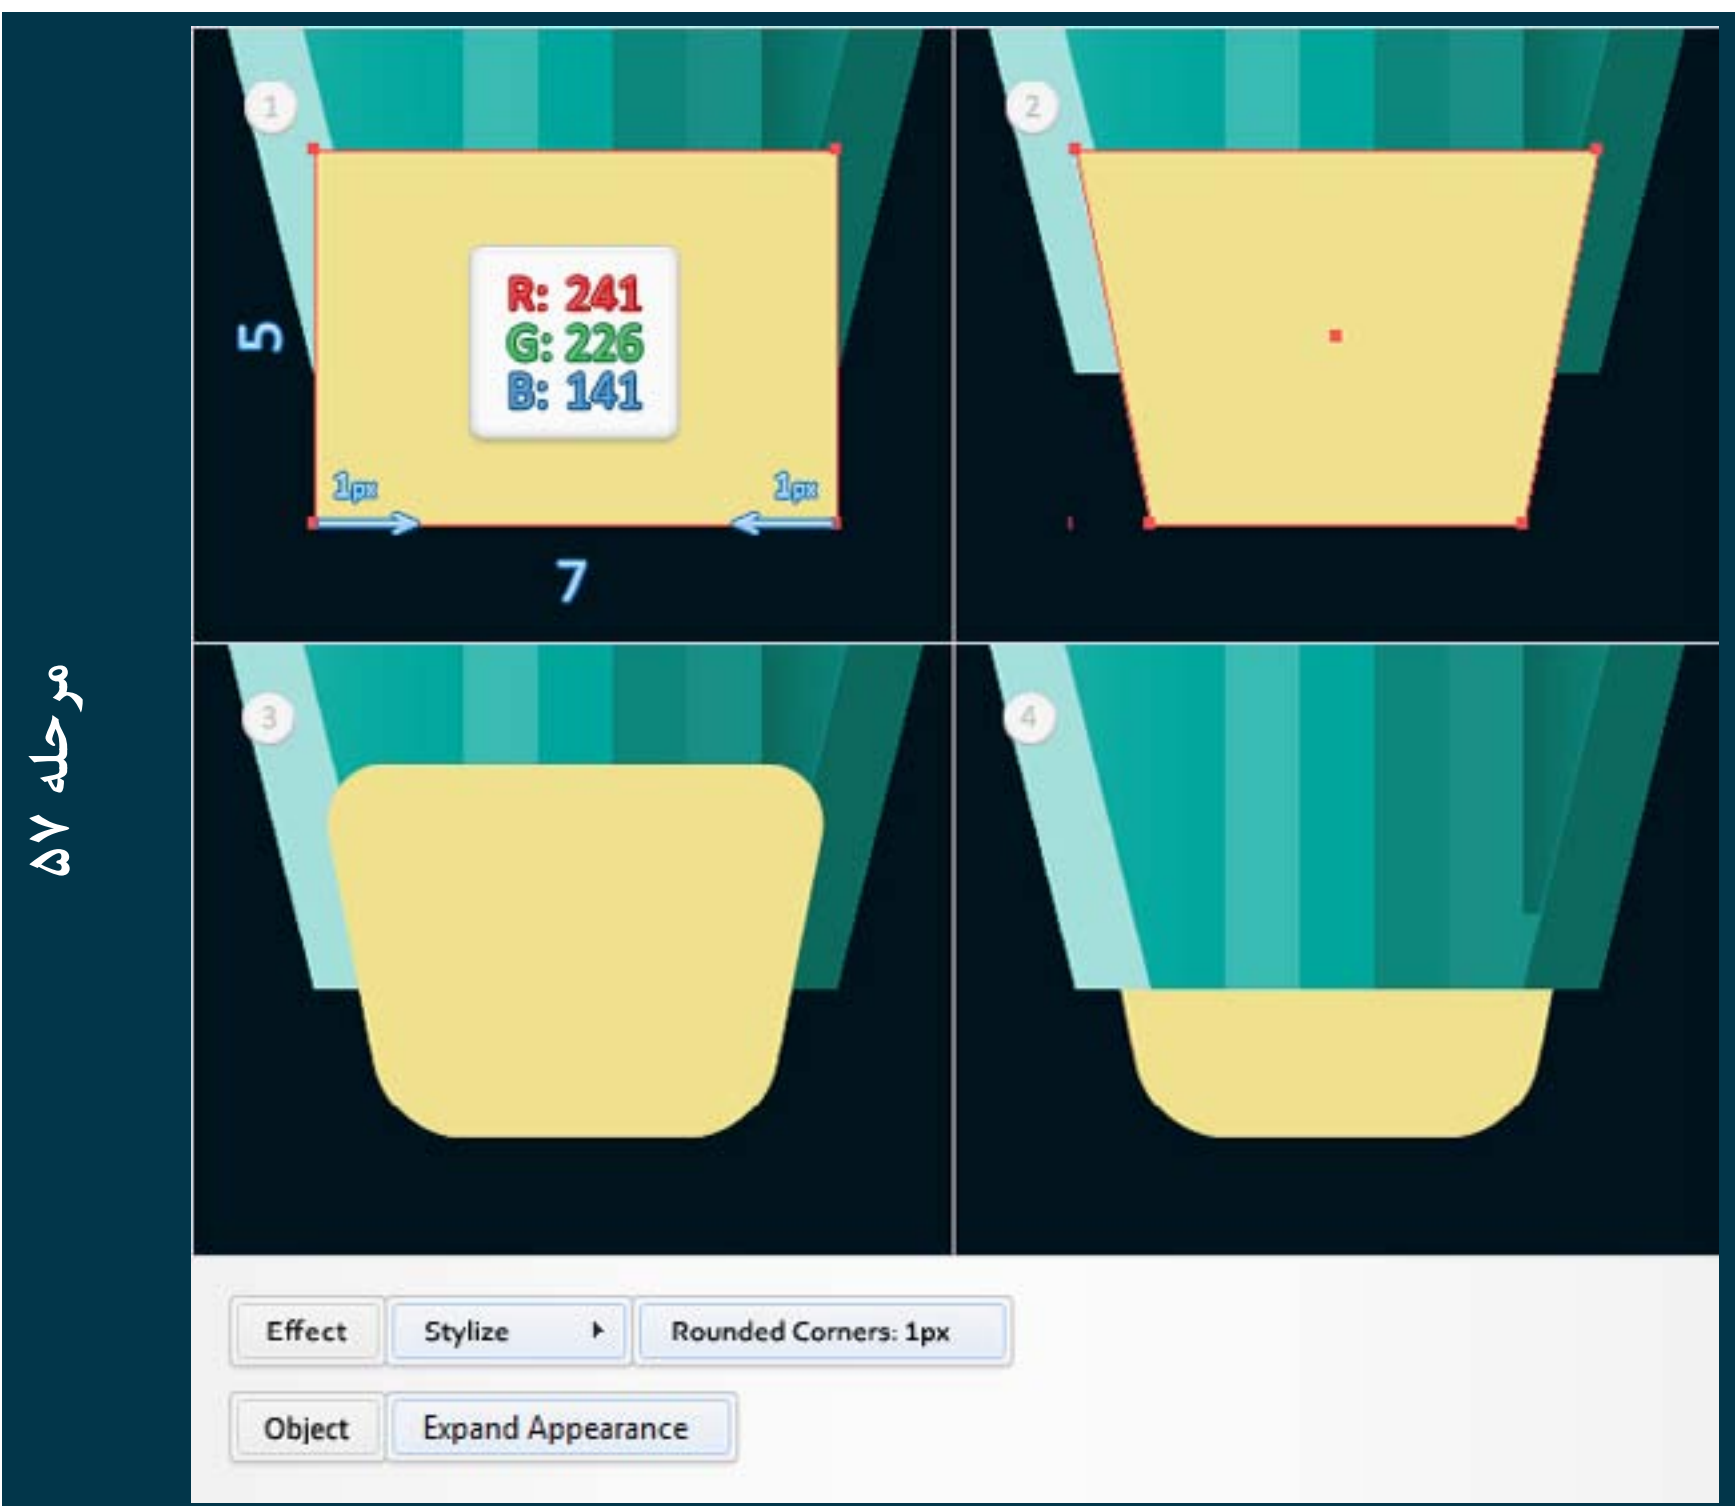 مرحله ۵۷
1
R: 241
G: 226
B: 141
5
1px
1px
7
2
3
4
Effect
Stylize
Rounded Corners: 1px
Object
Expand Appearance